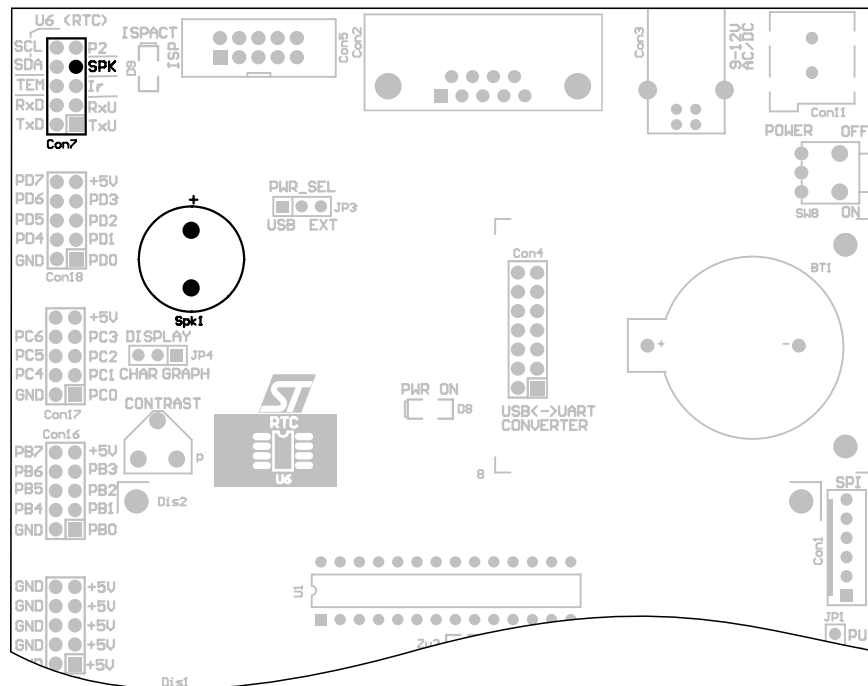 U6 (RTC)
SCL P2
SDA SPK
TEM Ir
RxD RxU
TxD TxU
Con7
ISPACT
D9
ISP
Con5
Con2
Con3
9-12V
AC/DC
Con11
POWER OFF
SW8 ON
PD7 +5V
PD6 PD3
PD5 PD2
PD4 PD1
GND PD0
Con18
+
Spk1
PWR_SEL
JP3
USB EXT
Con4
BT1
+ -
+5V
PC6 PC3
PC5 PC2
PC4 PC1
GND PC0
Con17
DISPLAY
JP4
CHAR GRAPH
CONTRAST
P
ST
RTC
U6
PWR ON
D8
USB<->UART
CONVERTER
8
Con16
PB7 +5V
PB6 PB3
PB5 PB2
PB4 PB1
GND PB0
Dis2
SPI
Con1
U1
JP1
PU
GND +5V
GND +5V
GND +5V
GND +5V
+5V
Dis1